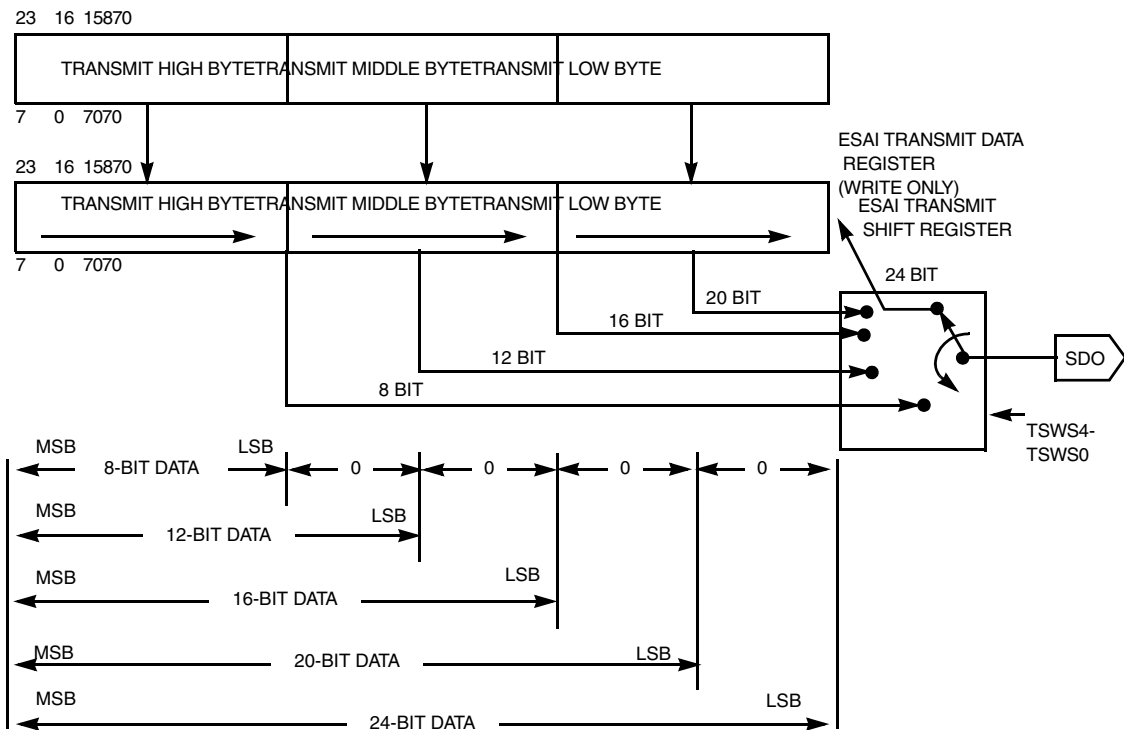 23 16 15870
TRANSMIT HIGH BYTETRANSMIT MIDDLE BYTETRANSMIT LOW BYTE
7 0 7070
ESAI TRANSMIT DATA
REGISTER
(WRITE ONLY)
23 16 15870
TRANSMIT HIGH BYTETRANSMIT MIDDLE BYTETRANSMIT LOW BYTE
ESAI TRANSMIT
SHIFT REGISTER
7 0 7070
24 BIT
20 BIT
16 BIT
12 BIT
SDO
8 BIT
TSWS4-
TSWS0
MSB LSB
8-BIT DATA 0 0 0 0
MSB LSB
12-BIT DATA
MSB LSB
16-BIT DATA
MSB LSB
20-BIT DATA
MSB LSB
24-BIT DATA